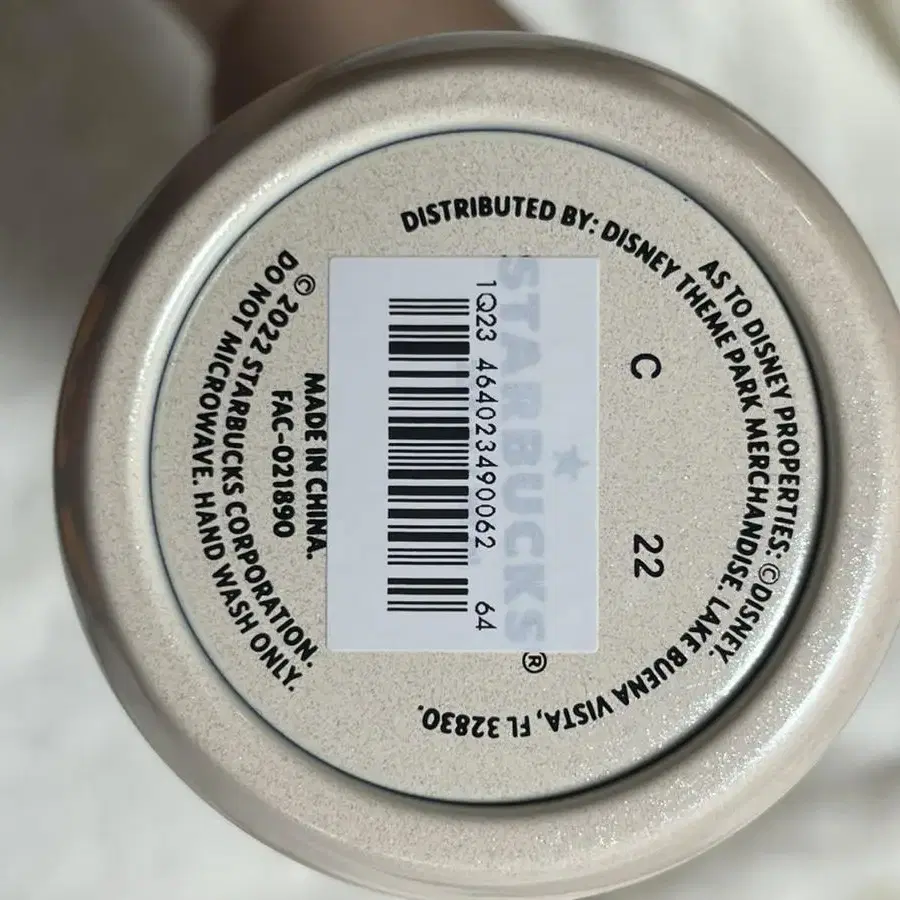 AS TO DISNEY PROPERTIES: ©DISNEY.
DISTRIBUTED BY: DISNEY THEME PARK MERCHANDISE. LAKE BUENA VISTA, FL 32830.
C 22
STARBUCKS®
1Q23 464023490062 64
MADE IN CHINA.
FAC-021890
© 2022 STARBUCKS CORPORATION.
DO NOT MICROWAVE. HAND WASH ONLY.